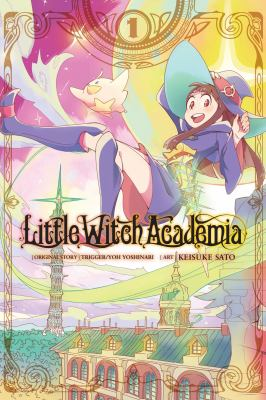 1
Little Witch Academia
| ORIGINAL STORY | TRIGGER/YOH YOSHINARI | ART | KEISUKE SATO